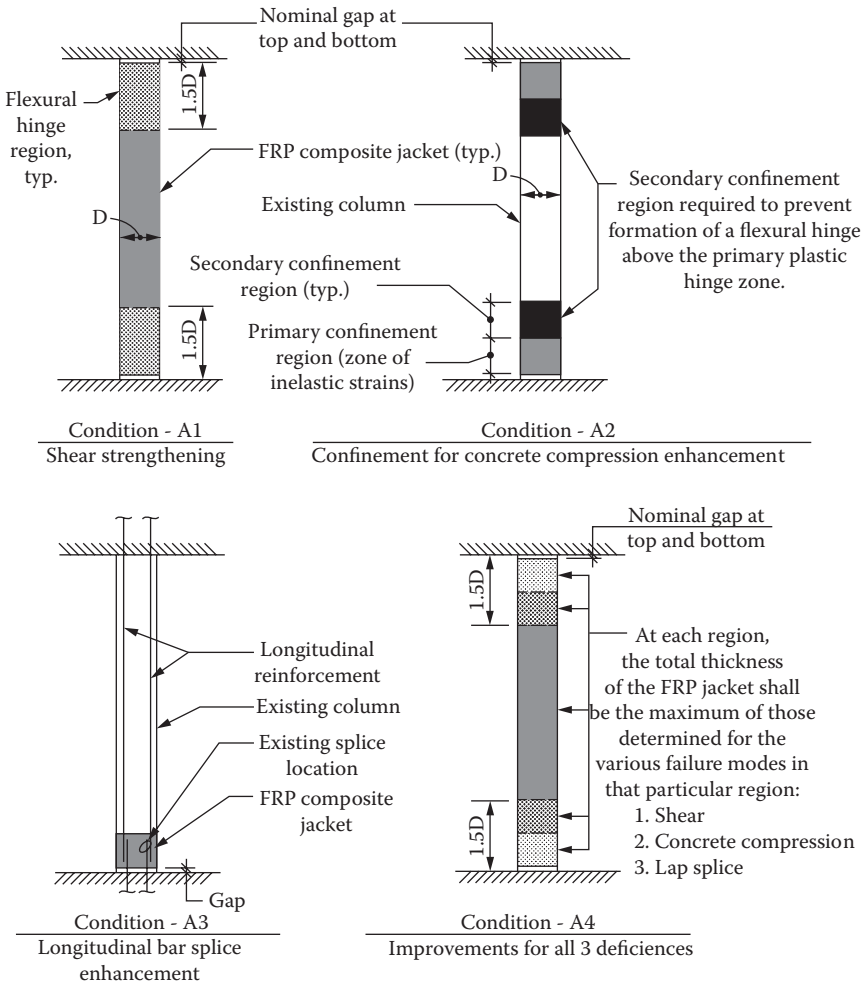 Nominal gap at
top and bottom
1.5D
Flexural
hinge
region,
typ.
FRP composite jacket (typ.)
D
1.5D
Condition - A1
Shear strengthening
D
Existing column
Secondary confinement
region (typ.)
Primary confinement
region (zone of
inelastic strains)
Secondary confinement
region required to prevent
formation of a flexural hinge
above the primary plastic
hinge zone.
Condition - A2
Confinement for concrete compression enhancement
Longitudinal
reinforcement
Existing column
Existing splice
location
FRP composite
jacket
Gap
Condition - A3
Longitudinal bar splice
enhancement
Nominal gap at
top and bottom
1.5D
At each region,
the total thickness
of the FRP jacket shall
be the maximum of those
determined for the
various failure modes in
that particular region:
1. Shear
2. Concrete compression
3. Lap splice
1.5D
Condition - A4
Improvements for all 3 deficiences